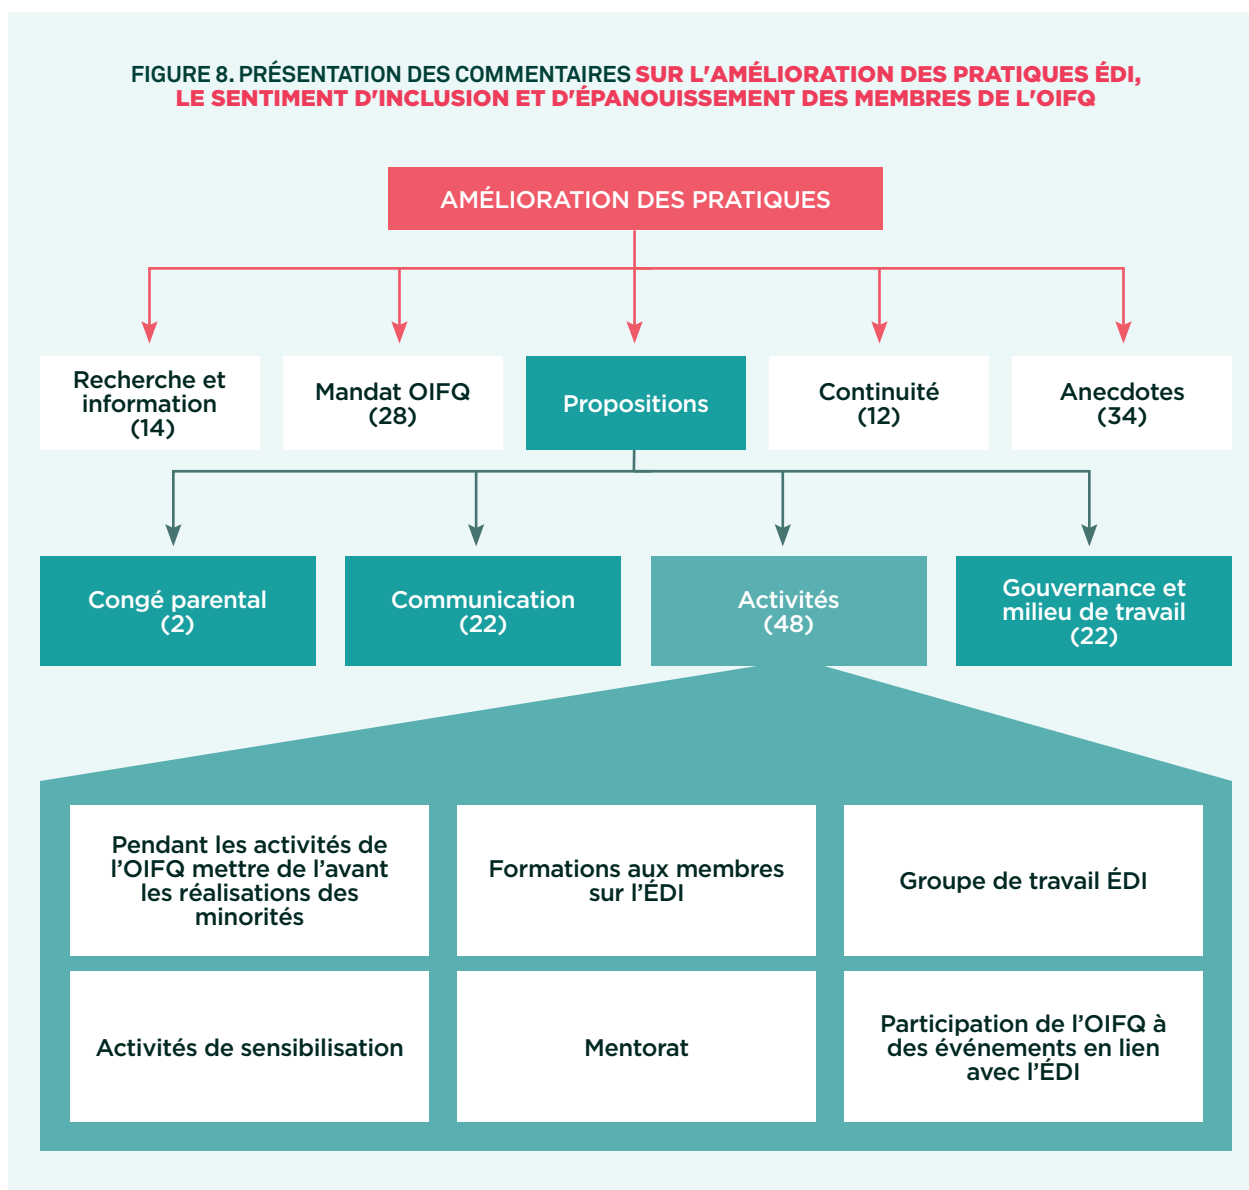 FIGURE 8. PRÉSENTATION DES COMMENTAIRES SUR L'AMÉLIORATION DES PRATIQUES ÉDI,
LE SENTIMENT D'INCLUSION ET D'ÉPANOUISSEMENT DES MEMBRES DE L'OIFQ
AMÉLIORATION DES PRATIQUES
Recherche et
information
(14)
Mandat OIFQ
(28)
Propositions
Continuité
(12)
Anecdotes
(34)
Congé parental
(2)
Communication
(22)
Activités
(48)
Gouvernance et
milieu de travail
(22)
Pendant les activités de
l’OIFQ mettre de l’avant
les réalisations des
minorités
Formations aux membres
sur l’ÉDI
Groupe de travail ÉDI
Activités de sensibilisation
Mentorat
Participation de l’OIFQ à
des événements en lien
avec l’ÉDI